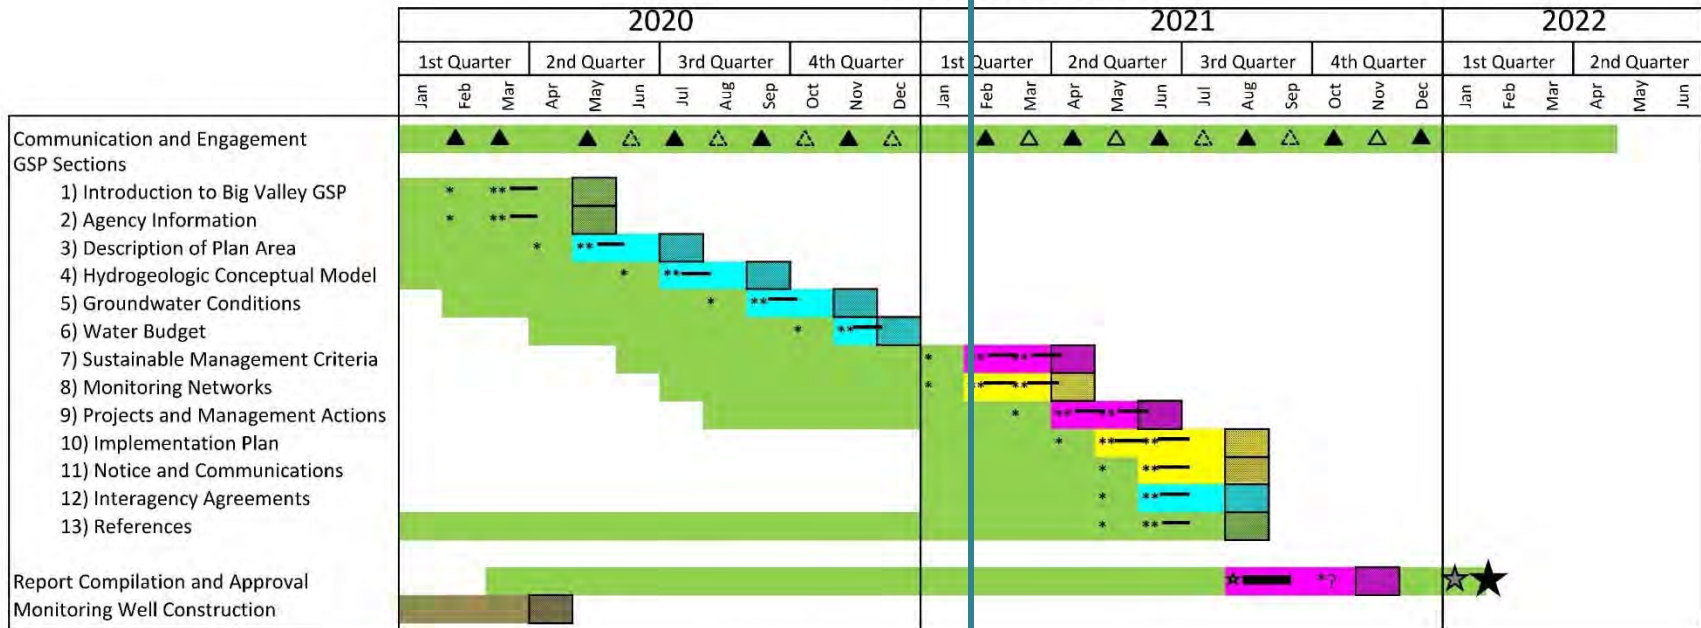 2020 2021 2022
1st Quarter 2nd Quarter 3rd Quarter 4th Quarter 1st Quarter 2nd Quarter 3rd Quarter 4th Quarter 1st Quarter 2nd Quarter
Jan Feb Mar Apr May Jun Jul Aug Sep Oct Nov Dec Jan Feb Mar Apr May Jun Jul Aug Sep Oct Nov Dec Jan Feb Mar Apr May Jun
Communication and Engagement
GSP Sections
1) Introduction to Big Valley GSP * **
2) Agency Information * **
3) Description of Plan Area * **
4) Hydrogeologic Conceptual Model * **
5) Groundwater Conditions * **
6) Water Budget * **
7) Sustainable Management Criteria * ** **
8) Monitoring Networks * ** **
9) Projects and Management Actions * ** **
10) Implementation Plan * ** **
11) Notice and Communications * **
12) Interagency Agreements * **
13) References * **
Report Compilation and Approval *?
Monitoring Well Construction